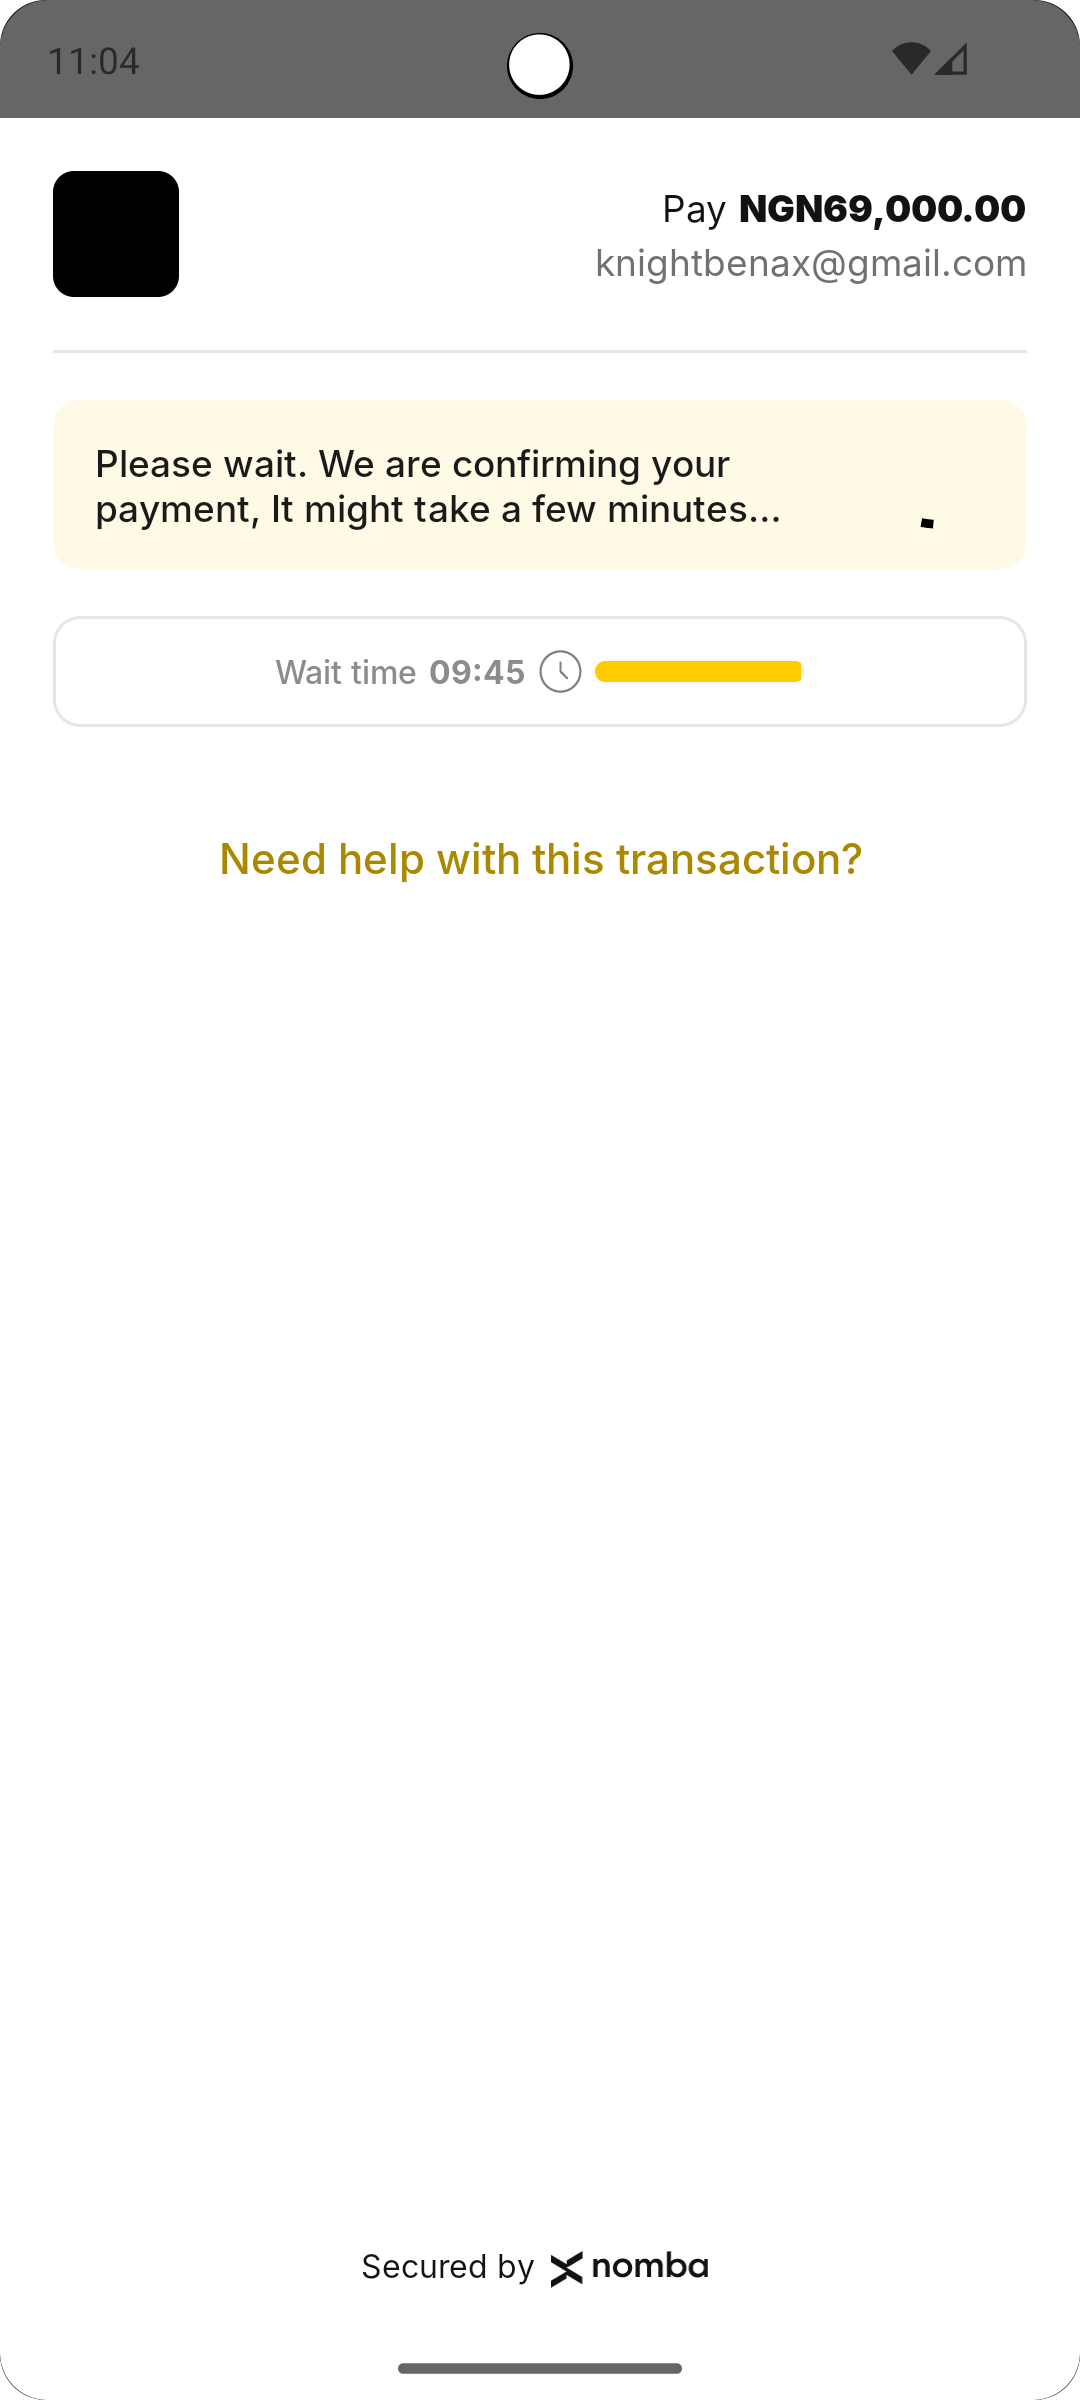 11:04
Pay NGN69,000.00
knightbenax@gmail.com
Please wait. We are confirming your
payment, It might take a few minutes...
Wait time 09:45
Need help with this transaction?
Secured by nomba